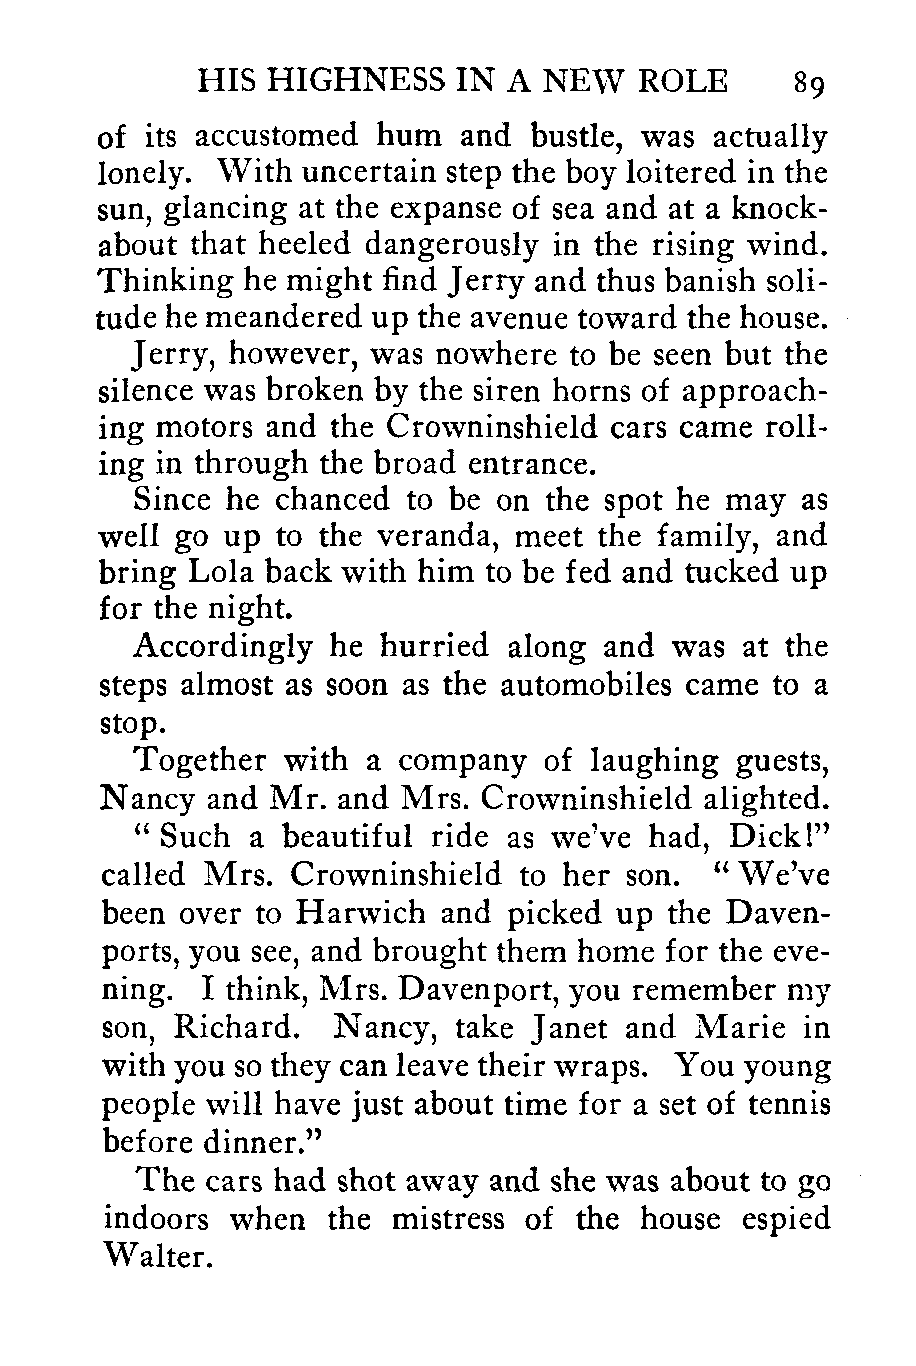 HIS HIGHNESS IN A NEW ROLE 89
of its accustomed hum and bustle, was actually
lonely. With uncertain step the boy loitered in the
sun, glancing at the expanse of sea and at a knock-
about that heeled dangerously in the rising wind.
Thinking he might find Jerry and thus banish soli-
tude he meandered up the avenue toward the house.
Jerry, however, was nowhere to be seen but the
silence was broken by the siren horns of approach-
ing motors and the Crowninshield cars came roll-
ing in through the broad entrance.
Since he chanced to be on the spot he may as
well go up to the veranda, meet the family, and
bring Lola back with him to be fed and tucked up
for the night.
Accordingly he hurried along and was at the
steps almost as soon as the automobiles came to a
stop.
Together with a company of laughing guests,
Nancy and Mr. and Mrs. Crowninshield alighted.
“ Such a beautiful ride as we’ve had, Dick!”
called Mrs. Crowninshield to her son. “ We’ve
been over to Harwich and picked up the Daven-
ports, you see, and brought them home for the eve-
ning. I think, Mrs. Davenport, you remember my
son, Richard. Nancy, take Janet and Marie in
with you so they can leave their wraps. You young
people will have just about time for a set of tennis
before dinner.”
The cars had shot away and she was about to go
indoors when the mistress of the house espied
Walter.